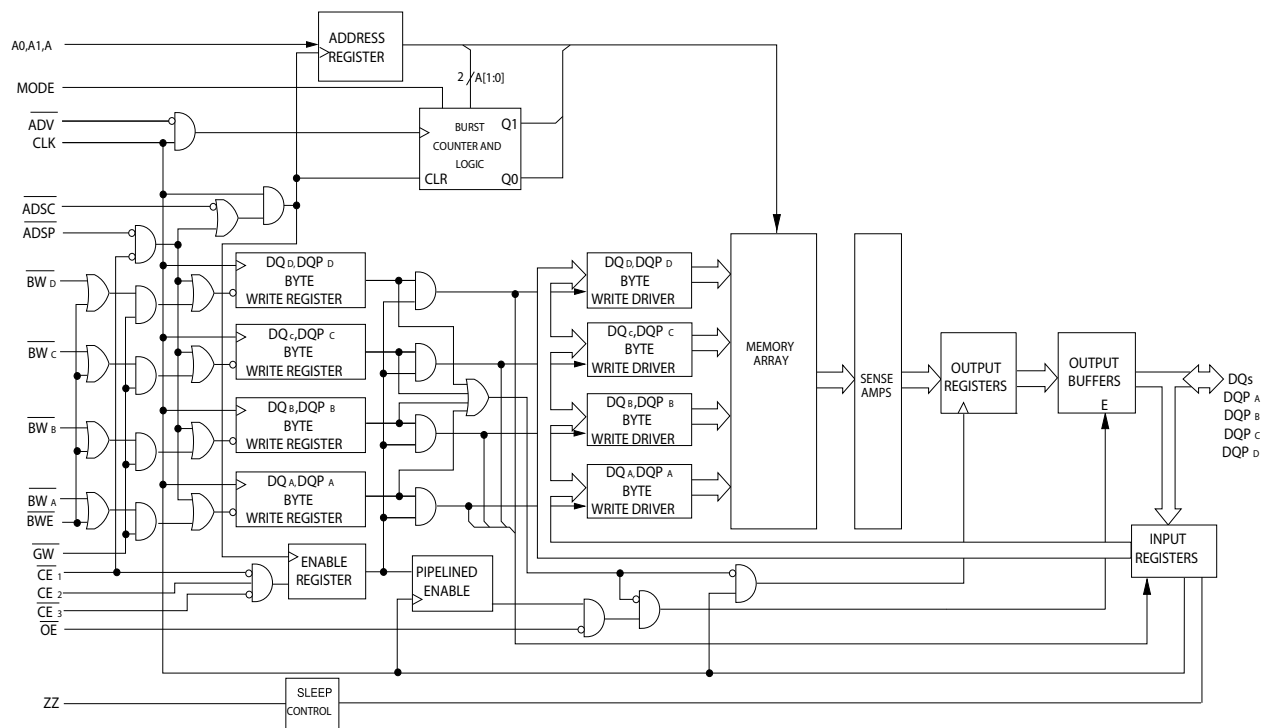 A0,A1,A
ADDRESS
REGISTER
MODE
2
A[1:0]
ADV
CLK
BURST
COUNTER AND
LOGIC
Q1
CLR
Q0
ADSC
ADSP
BW D
DQ D, DQP D
BYTE
WRITE REGISTER
DQ D, DQP D
BYTE
WRITE DRIVER
BW C
DQ c, DQP C
BYTE
WRITE REGISTER
DQ c, DQP C
BYTE
WRITE DRIVER
MEMORY
ARRAY
SENSE
AMPS
OUTPUT
REGISTERS
OUTPUT
BUFFERS
E
DQs
DQP A
DQP B
DQP C
DQP D
BW B
DQ B, DQP B
BYTE
WRITE REGISTER
DQ B, DQP B
BYTE
WRITE DRIVER
BW A
BWE
DQ A, DQP A
BYTE
WRITE REGISTER
DQ A, DQP A
BYTE
WRITE DRIVER
GW
CE 1
CE 2
CE 3
OE
ENABLE
REGISTER
PIPELINED
ENABLE
INPUT
REGISTERS
ZZ
SLEEP
CONTROL